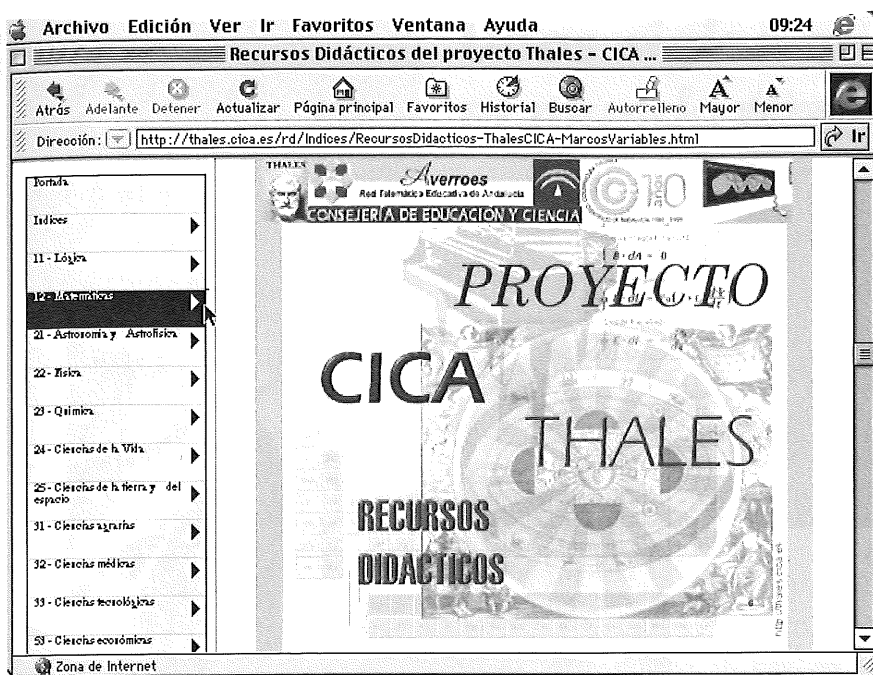 Archivo Edición Ver Ir Favoritos Ventana Ayuda 09:24
Recursos Didácticos del proyecto Thales – CICA ...
Atrás Adelante Detener Actualizar Página principal Favoritos Historial Buscar Autorrelleno Mayor Menor
Dirección: http://thales.cica.es/rd/Indices/RecursosDidacticos-ThalesCICA-MarcosVariables.html Ir
Portada
Indices
11 - Lógica
12 - Matemáticas
21 - Astronomía y Astrofísica
22 - Física
23 - Química
24 - Ciencias de la Vida
25 - Ciencias de la tierra y del
espacio
31 - Ciencias agrarias
32 - Ciencias médicas
33 - Ciencias tecnológicas
53 - Ciencias económicas
THALES
Averroes
Red Telemática Educativa de Andalucía
CONSEJERÍA DE EDUCACIÓN Y CIENCIA
años
PROYECTO
CICA
THALES
RECURSOS
DIDACTICOS
http://thales.cica.es
Zona de Internet